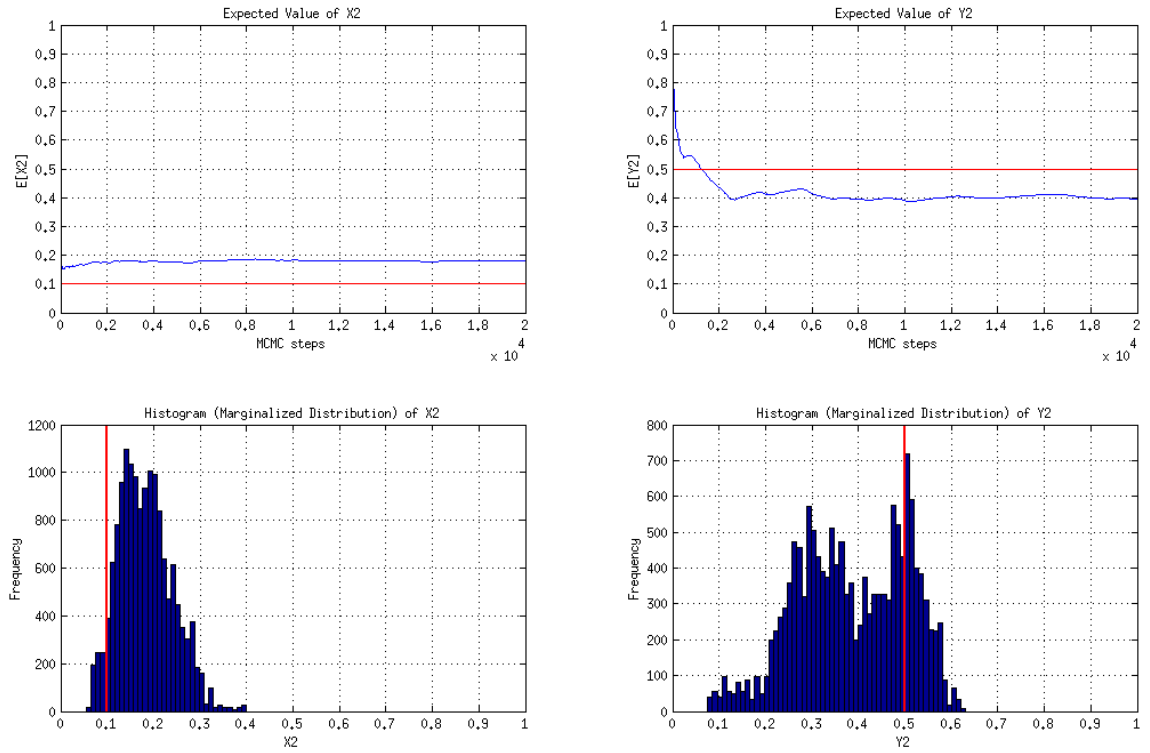 Expected Value of X2
1
0.9
0.8
0.7
0.6
0.5
0.4
0.3
0.2
0.1
0
E[X2]
0 0.2 0.4 0.6 0.8 1 1.2 1.4 1.6 1.8 2
MCMC steps
x 10
4
Expected Value of Y2
1
0.9
0.8
0.7
0.6
0.5
0.4
0.3
0.2
0.1
0
E[Y2]
0 0.2 0.4 0.6 0.8 1 1.2 1.4 1.6 1.8 2
MCMC steps
x 10
4
Histogram (Marginalized Distribution) of X2
1200
1000
800
600
400
200
0
Frequency
0 0.1 0.2 0.3 0.4 0.5 0.6 0.7 0.8 0.9 1
X2
Histogram (Marginalized Distribution) of Y2
800
700
600
500
400
300
200
100
0
Frequency
0 0.1 0.2 0.3 0.4 0.5 0.6 0.7 0.8 0.9 1
Y2